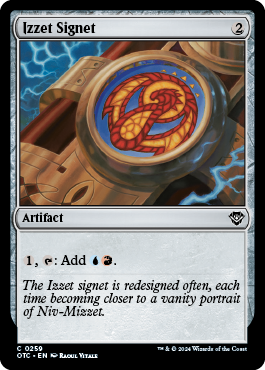 Izzet Signet 2
Artifact
1, T: Add UR.
The Izzet signet is redesigned often, each
time becoming closer to a vanity portrait
of Niv-Mizzet.
C 0259
OTC • EN Raoul Vitale
™ & © 2024 Wizards of the Coast